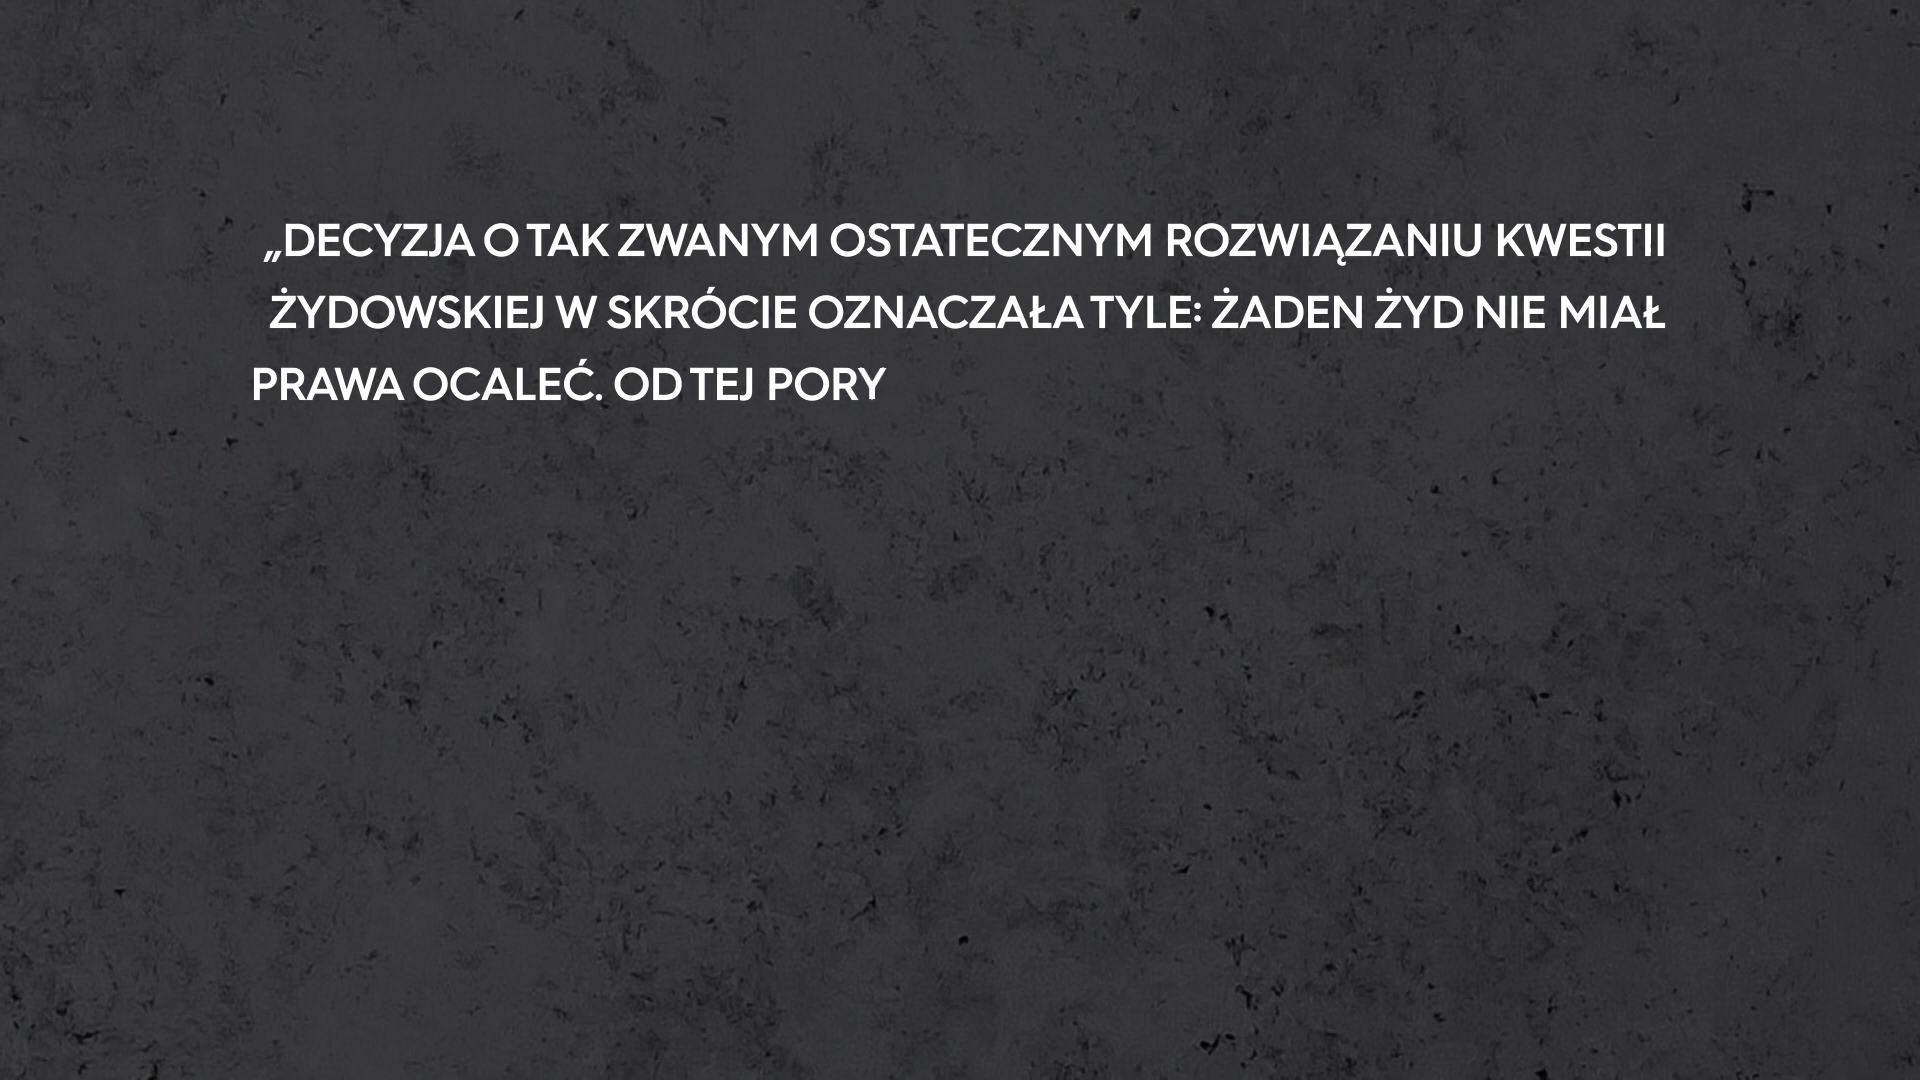 „DECYZJA O TAK ZWANYM OSTATECZNYM ROZWIĄZANIU KWESTII
ŻYDOWSKIEJ W SKRÓCIE OZNACZAŁA TYLE: ŻADEN ŻYD NIE MIAŁ
PRAWA OCALEĆ. OD TEJ PORY